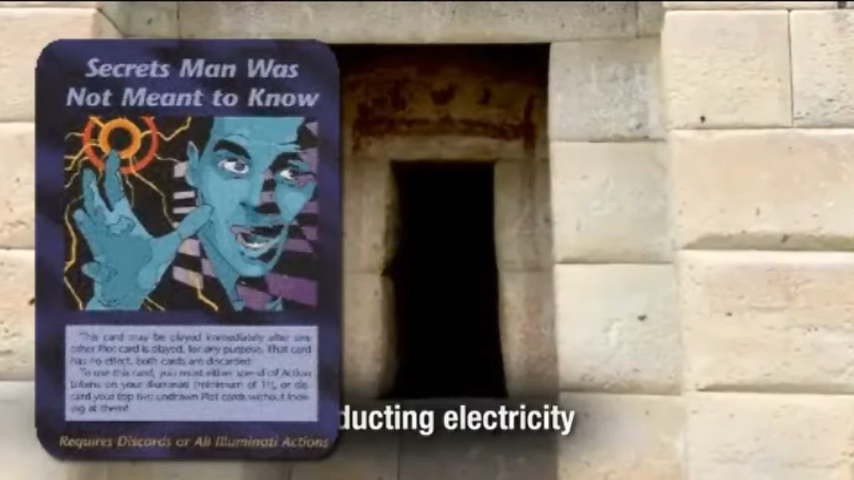 Secrets Man Was
Not Meant to Know
This card may be played immediately after any
other Plot card is played, for any purpose. That card
has no effect; both cards are discarded.
To use this card, you must either spend all Action
tokens on your Illuminati (minimum of 1!), or dis-
card your top two undrawn Plot cards without look-
ing at them!
Requires Discards or All Illuminati Actions
ducting electricity